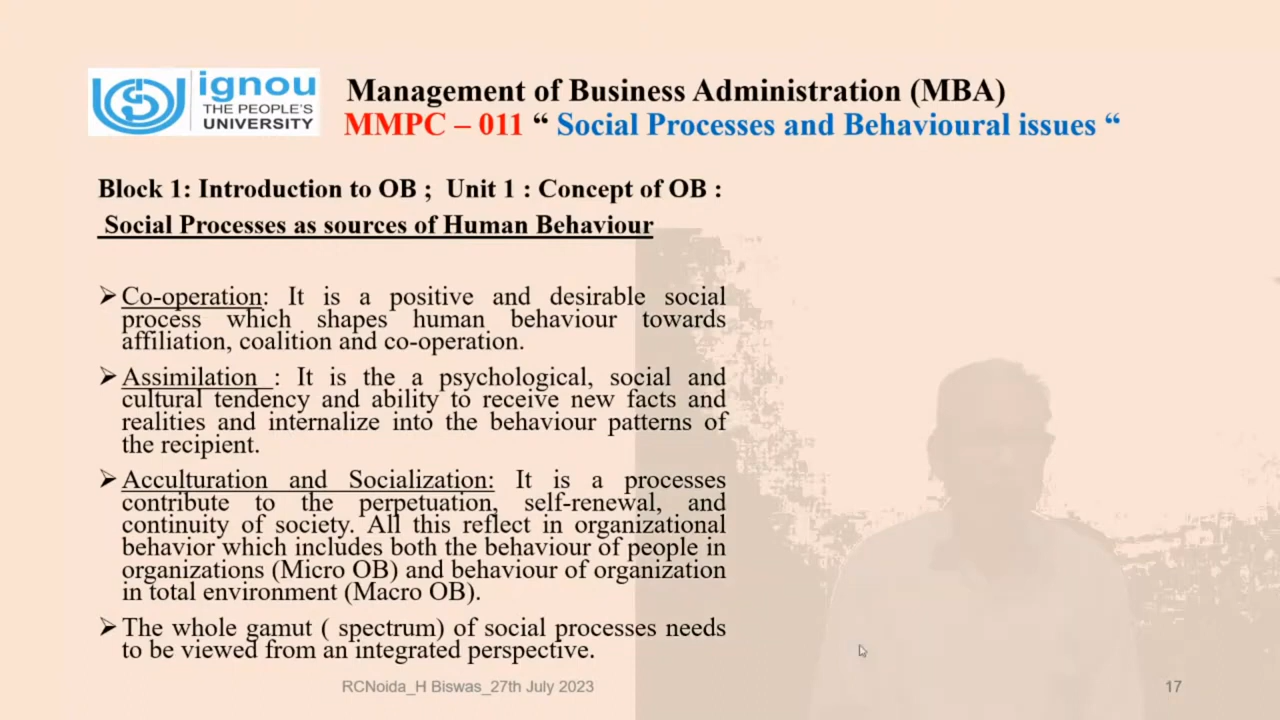 ignou
THE PEOPLE'S
UNIVERSITY
Management of Business Administration (MBA)
MMPC – 011 “ Social Processes and Behavioural issues “
Block 1: Introduction to OB ; Unit 1 : Concept of OB :
Social Processes as sources of Human Behaviour
➢ Co-operation: It is a positive and desirable social
process which shapes human behaviour towards
affiliation, coalition and co-operation.
➢ Assimilation : It is the a psychological, social and
cultural tendency and ability to receive new facts and
realities and internalize into the behaviour patterns of
the recipient.
➢ Acculturation and Socialization: It is a processes
contribute to the perpetuation, self-renewal, and
continuity of society. All this reflect in organizational
behavior which includes both the behaviour of people in
organizations (Micro OB) and behaviour of organization
in total environment (Macro OB).
➢ The whole gamut ( spectrum) of social processes needs
to be viewed from an integrated perspective.
RCNoida_H Biswas_27th July 2023
17